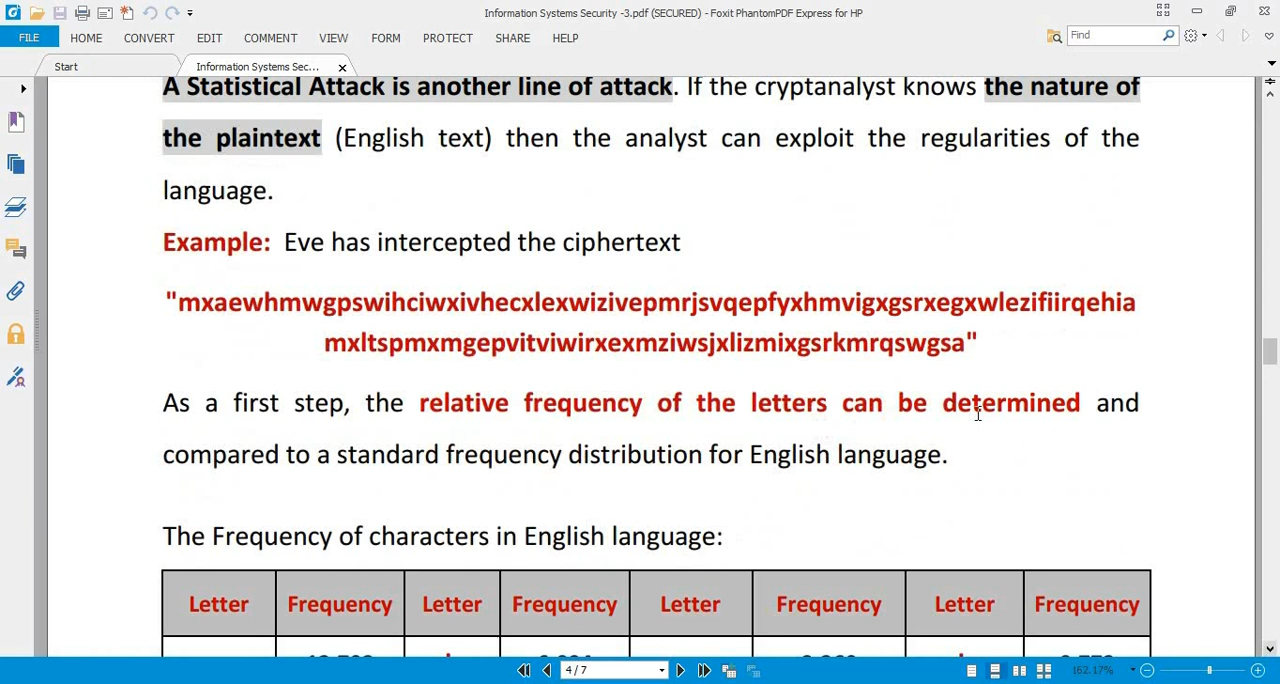 Information Systems Security -3.pdf (SECURED) - Foxit PhantomPDF Express for HP
FILE HOME CONVERT EDIT COMMENT VIEW FORM PROTECT SHARE HELP Find
Start Information Systems Sec...
A Statistical Attack is another line of attack. If the cryptanalyst knows the nature of
the plaintext (English text) then the analyst can exploit the regularities of the
language.
Example: Eve has intercepted the ciphertext
"mxaewhmwgpswihciwxivhecxlexwizivepmrjsvqepfyxhmvigxgsrxegxwlezifiirqehia
mxltspmxmgepvitviwirxexmziwsjxlizmixgsrkmrqswgsa"
As a first step, the relative frequency of the letters can be determined and
compared to a standard frequency distribution for English language.
The Frequency of characters in English language:
Letter Frequency Letter Frequency Letter Frequency Letter Frequency
4 / 7 162.17%